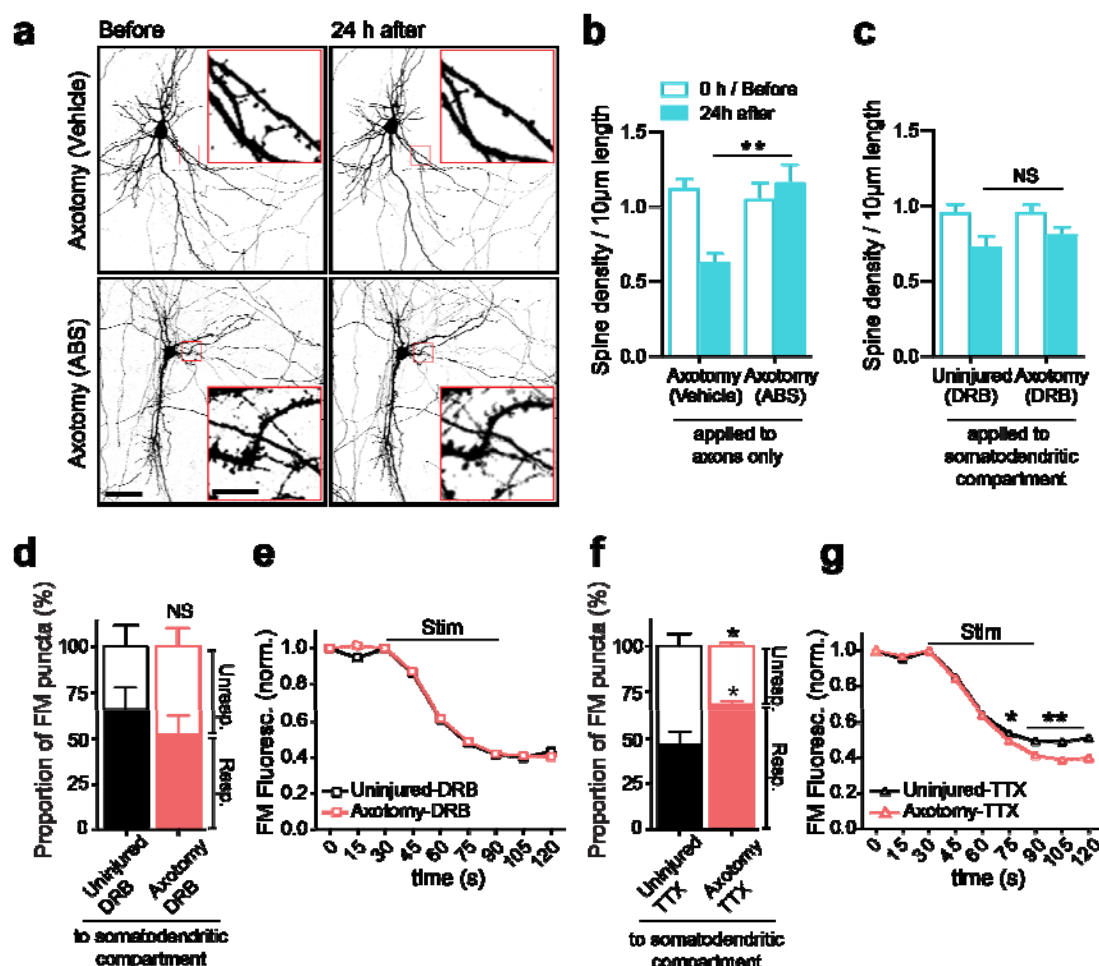 a
Before
24 h after
Axotomy (Vehicle)
Axotomy (ABS)
b
0 h / Before
24h after
Spine density / 10μm length
1.5
1.0
0.5
0.0
**
Axotomy
(Vehicle)
Axotomy
(ABS)
applied to
axons only
c
Spine density / 10μm length
1.5
1.0
0.5
0.0
NS
Uninjured
(DRB)
Axotomy
(DRB)
applied to
somatodendritic
compartment
d
Proportion of FM puncta (%)
100
75
50
25
0
NS
Unresp.
Resp.
Uninjured
DRB
Axotomy
DRB
to somatodendritic
compartment
e
FM Fluoresc. (norm.)
1.0
0.8
0.6
0.4
0.2
0.0
Stim
Uninjured-DRB
Axotomy-DRB
0 15 30 45 60 75 90 105 120
time (s)
f
Proportion of FM puncta (%)
100
75
50
25
0
*
*
Unresp.
Resp.
Uninjured
TTX
Axotomy
TTX
to somatodendritic
compartment
g
FM Fluoresc. (norm.)
1.0
0.8
0.6
0.4
0.2
0.0
Stim
* **
Uninjured-TTX
Axotomy-TTX
0 15 30 45 60 75 90 105 120
time (s)